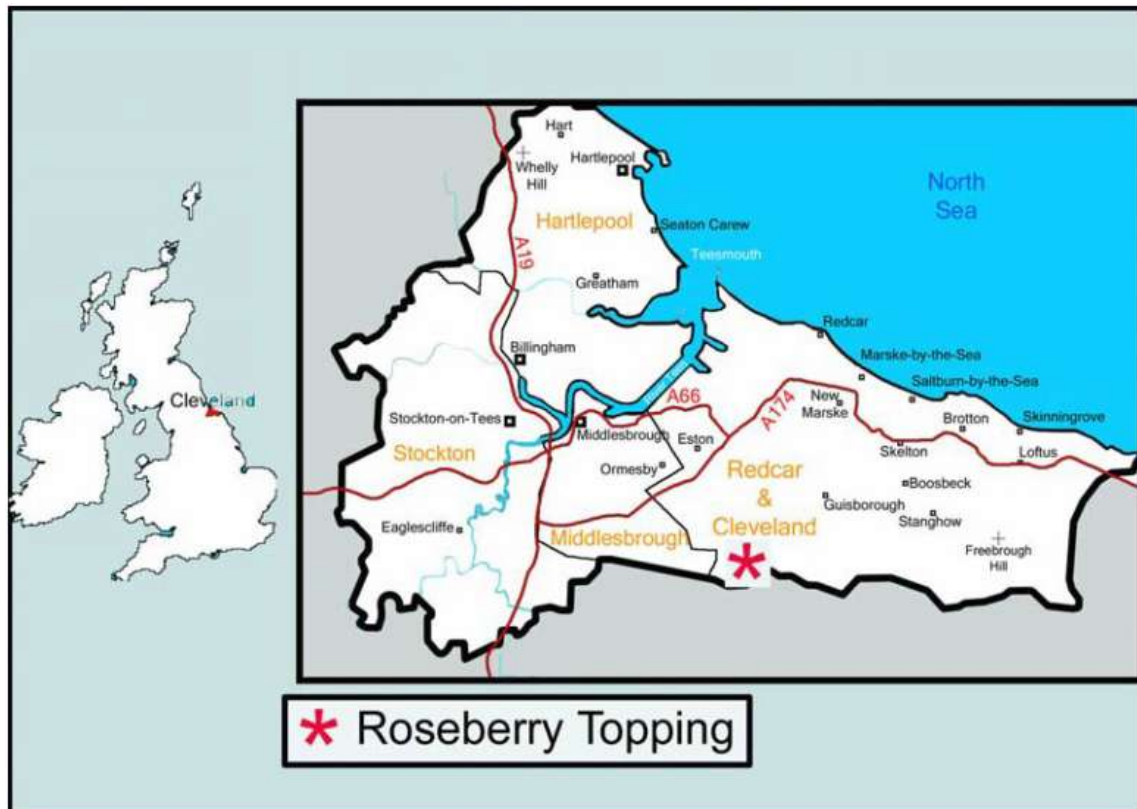 Hart
Hartlepool
Whelly
Hill
North
Sea
Hartlepool
Seaton Carew
A19
Teesmouth
Greatham
Redcar
Billingham
Marske-by-the-Sea
Saltburn-by-the-Sea
Cleveland
A66
A174
New
Marske
Brotton
Skinningrove
Stockton-on-Tees
Middlesbrough
Eston
Skelton
Stockton
Ormesby
Redcar
&
Cleveland
Loftus
Boosbeck
Guisborough
Stanghow
Eaglescliffe
Middlesbrough
Freebrough
Hill
* Roseberry Topping